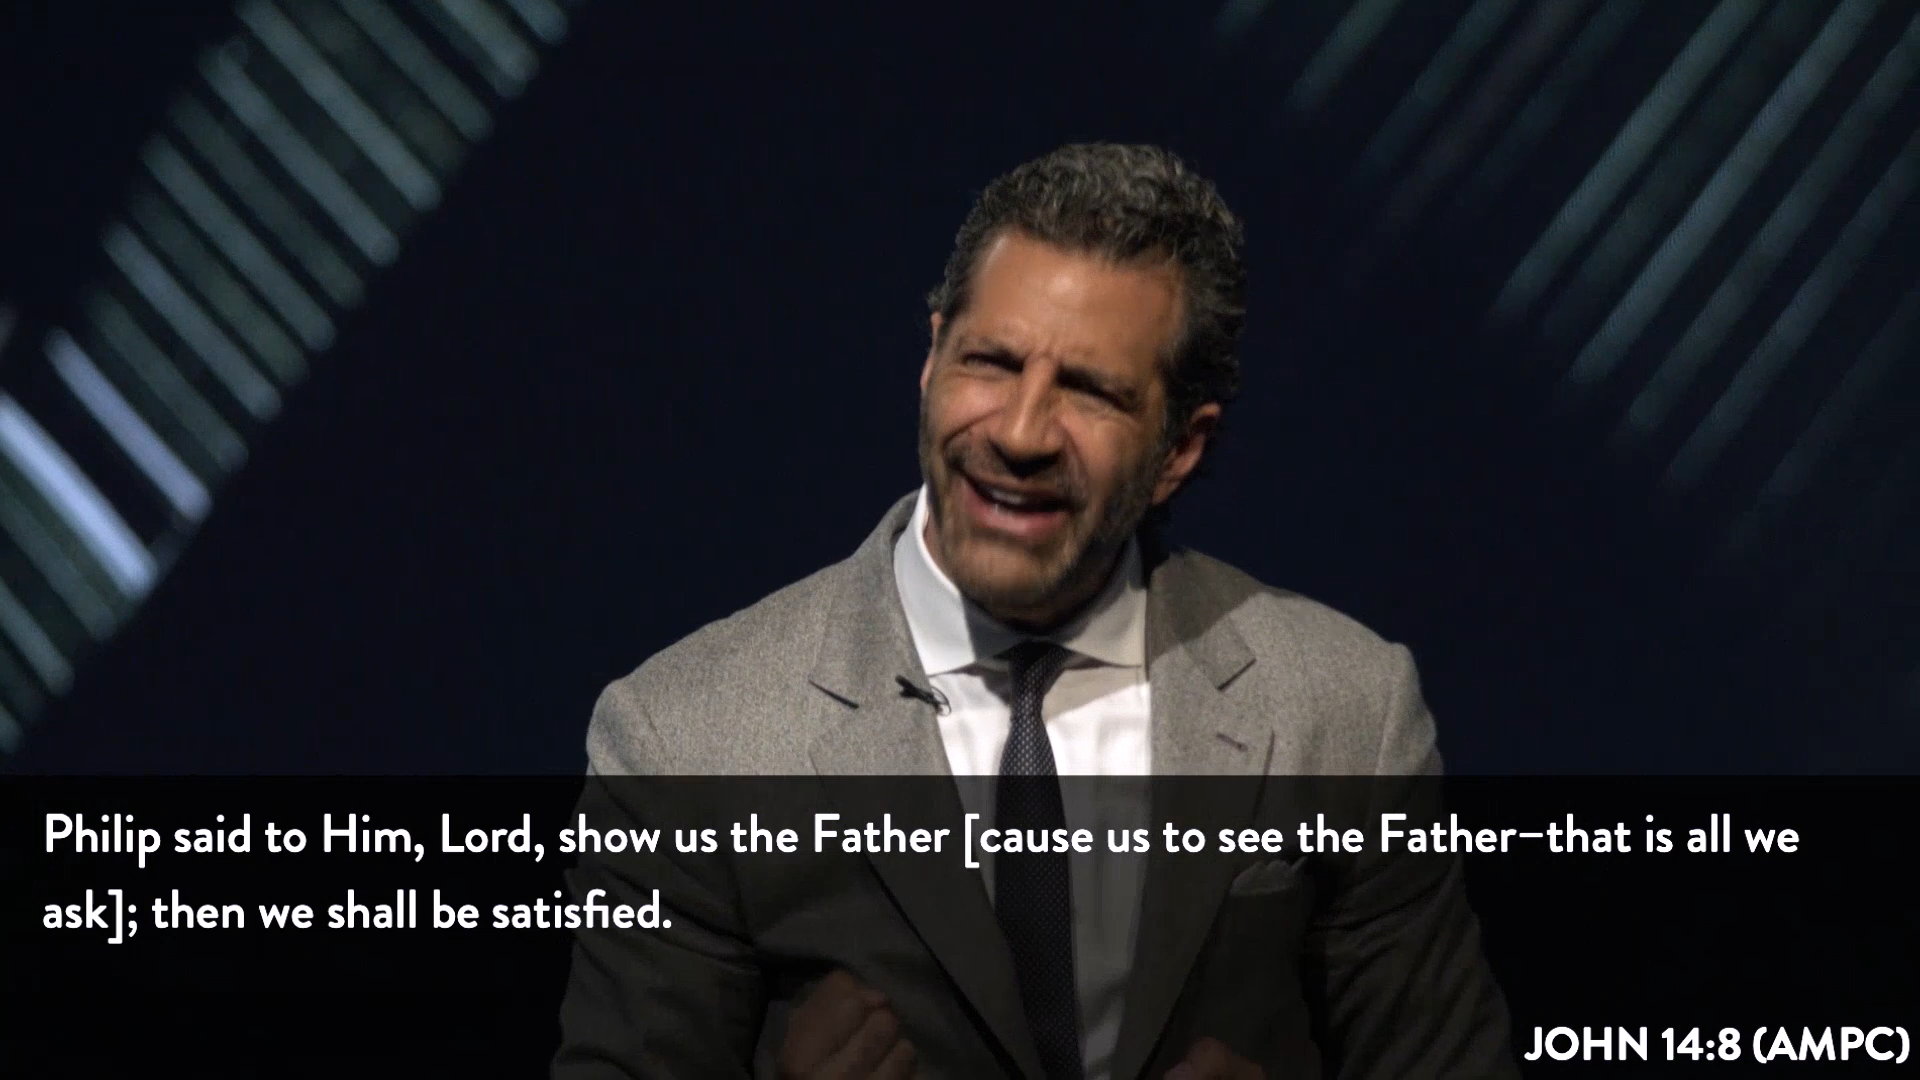 Philip said to Him, Lord, show us the Father [cause us to see the Father–that is all we
ask]; then we shall be satisfied.
JOHN 14:8 (AMPC)